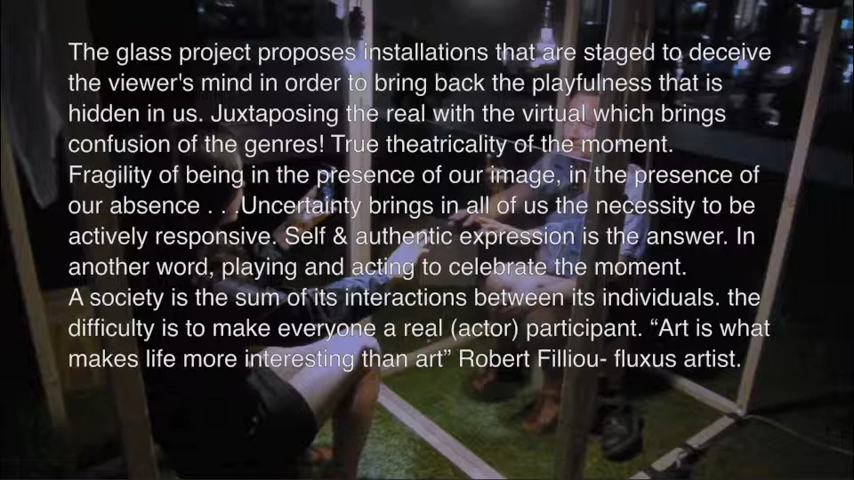 The glass project proposes installations that are staged to deceive
the viewer's mind in order to bring back the playfulness that is
hidden in us. Juxtaposing the real with the virtual which brings
confusion of the genres! True theatricality of the moment.
Fragility of being in the presence of our image, in the presence of
our absence . . .Uncertainty brings in all of us the necessity to be
actively responsive. Self & authentic expression is the answer. In
another word, playing and acting to celebrate the moment.
A society is the sum of its interactions between its individuals. the
difficulty is to make everyone a real (actor) participant. “Art is what
makes life more interesting than art” Robert Filliou- fluxus artist.